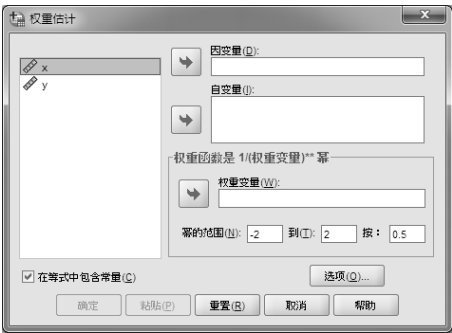 权重估计
x
y
因变量(D):
自变量(I):
权重函数是 1/(权重变量)** 幂
权重变量(W):
幂的范围(N): -2 到(T): 2 按： 0.5
在等式中包含常量(C)
选项(O)...
确定 粘贴(P) 重置(R) 取消 帮助